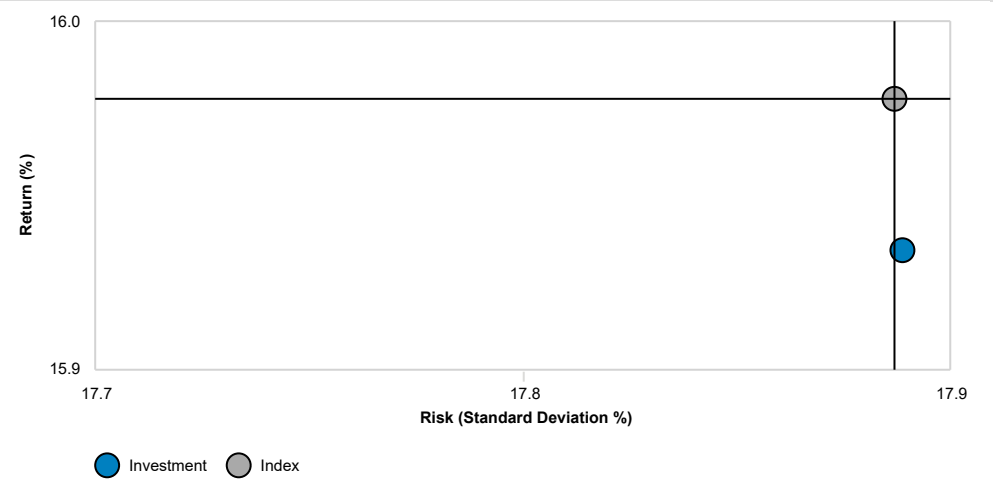 16.0
Return (%)
15.9
17.7 17.8 17.9
Risk (Standard Deviation %)
Investment Index